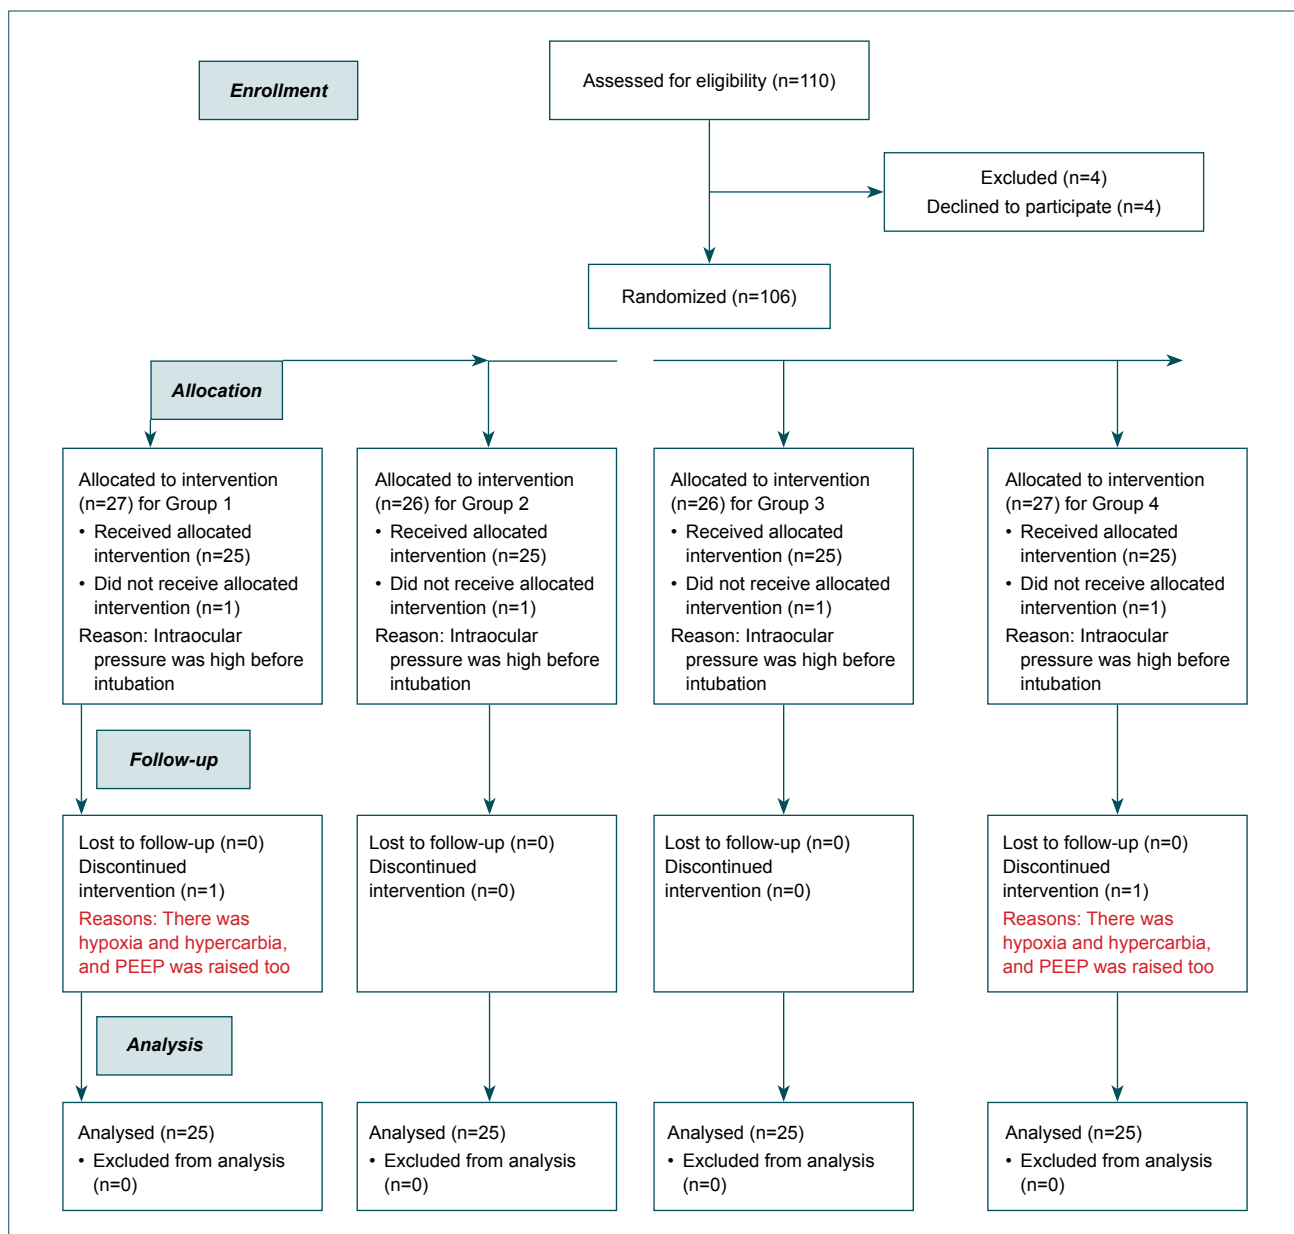 Enrollment
Assessed for eligibility (n=110)
Excluded (n=4)
Declined to participate (n=4)
Randomized (n=106)
Allocation
Allocated to intervention
(n=27) for Group 1
• Received allocated
intervention (n=25)
• Did not receive allocated
intervention (n=1)
Reason: Intraocular
pressure was high before
intubation
Allocated to intervention
(n=26) for Group 2
• Received allocated
intervention (n=25)
• Did not receive allocated
intervention (n=1)
Reason: Intraocular
pressure was high before
intubation
Allocated to intervention
(n=26) for Group 3
• Received allocated
intervention (n=25)
• Did not receive allocated
intervention (n=1)
Reason: Intraocular
pressure was high before
intubation
Allocated to intervention
(n=27) for Group 4
• Received allocated
intervention (n=25)
• Did not receive allocated
intervention (n=1)
Reason: Intraocular
pressure was high before
intubation
Follow-up
Lost to follow-up (n=0)
Discontinued
intervention (n=1)
Reasons: There was
hypoxia and hypercarbia,
and PEEP was raised too
Lost to follow-up (n=0)
Discontinued
intervention (n=0)
Lost to follow-up (n=0)
Discontinued
intervention (n=0)
Lost to follow-up (n=0)
Discontinued
intervention (n=1)
Reasons: There was
hypoxia and hypercarbia,
and PEEP was raised too
Analysis
Analysed (n=25)
• Excluded from analysis
(n=0)
Analysed (n=25)
• Excluded from analysis
(n=0)
Analysed (n=25)
• Excluded from analysis
(n=0)
Analysed (n=25)
• Excluded from analysis
(n=0)